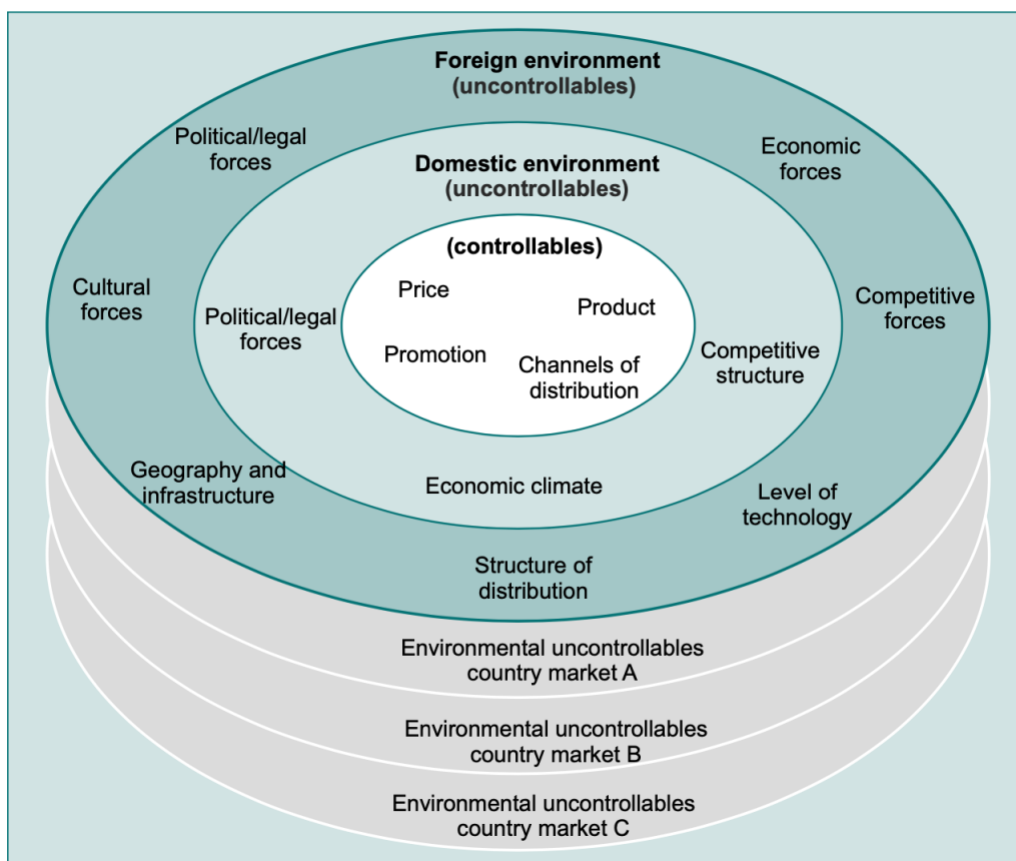 Foreign environment
(uncontrollables)
Political/legal
forces
Economic
forces
Domestic environment
(uncontrollables)
(controllables)
Cultural
forces
Price
Product
Competitive
forces
Political/legal
forces
Promotion
Channels of
distribution
Competitive
structure
Geography and
infrastructure
Economic climate
Level of
technology
Structure of
distribution
Environmental uncontrollables
country market A
Environmental uncontrollables
country market B
Environmental uncontrollables
country market C